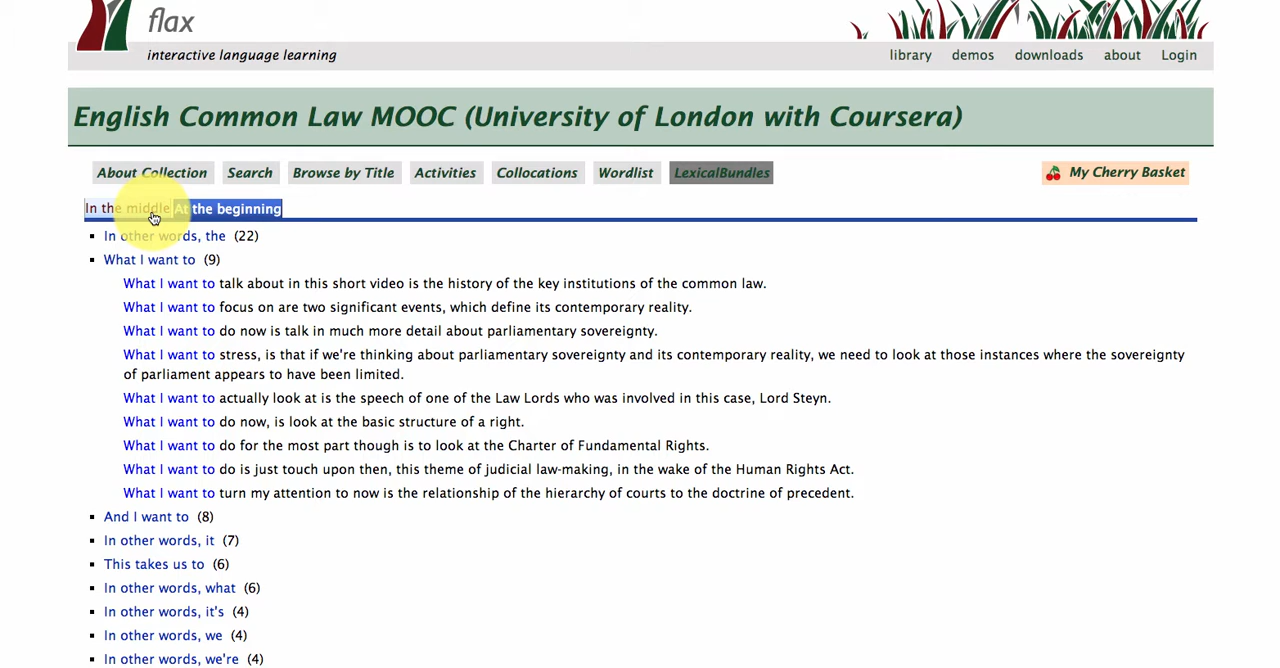 flax
interactive language learning
library demos downloads about Login
English Common Law MOOC (University of London with Coursera)
About Collection Search Browse by Title Activities Collocations Wordlist LexicalBundles My Cherry Basket
In the middle At the beginning
In other words, the (22)
What I want to (9)
What I want to talk about in this short video is the history of the key institutions of the common law.
What I want to focus on are two significant events, which define its contemporary reality.
What I want to do now is talk in much more detail about parliamentary sovereignty.
What I want to stress, is that if we're thinking about parliamentary sovereignty and its contemporary reality, we need to look at those instances where the sovereignty
of parliament appears to have been limited.
What I want to actually look at is the speech of one of the Law Lords who was involved in this case, Lord Steyn.
What I want to do now, is look at the basic structure of a right.
What I want to do for the most part though is to look at the Charter of Fundamental Rights.
What I want to do is just touch upon then, this theme of judicial law-making, in the wake of the Human Rights Act.
What I want to turn my attention to now is the relationship of the hierarchy of courts to the doctrine of precedent.
And I want to (8)
In other words, it (7)
This takes us to (6)
In other words, what (6)
In other words, it's (4)
In other words, we (4)
In other words, we're (4)